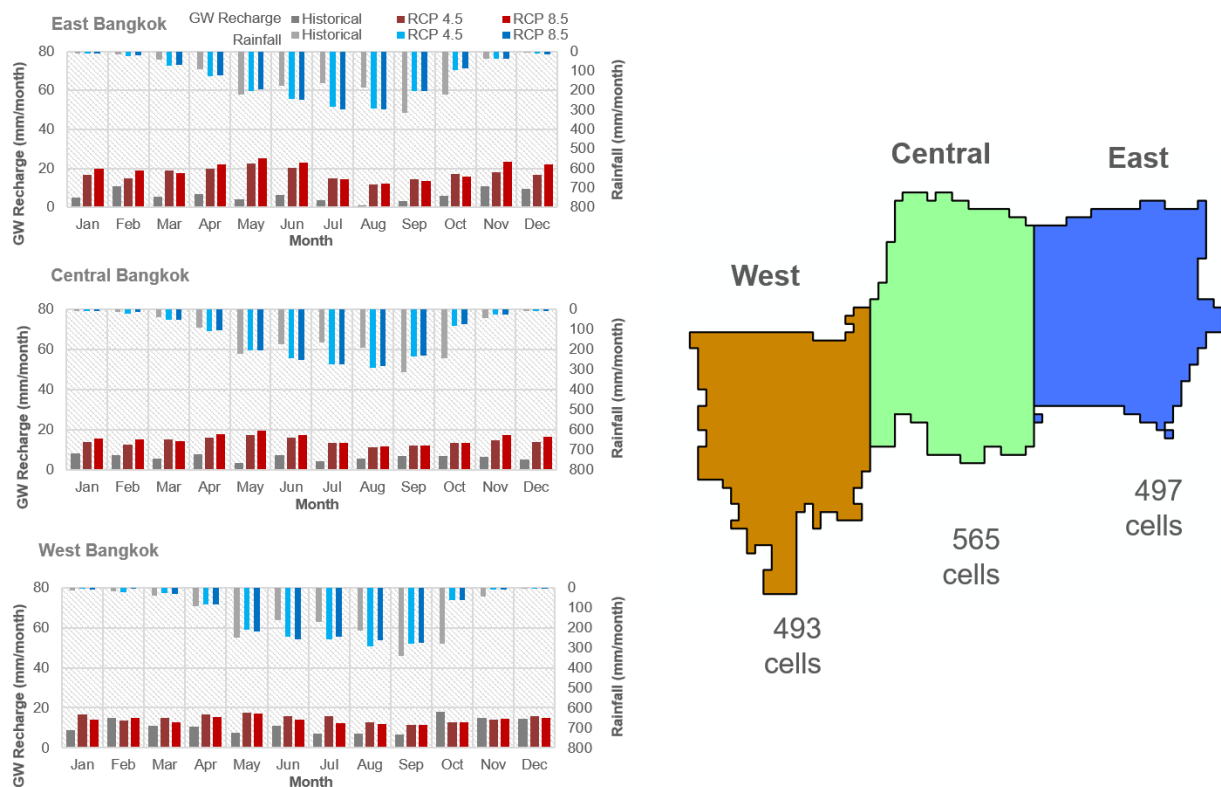 East Bangkok
GW Recharge Historical RCP 4.5 RCP 8.5
Rainfall Historical RCP 4.5 RCP 8.5
GW Recharge (mm/month)
80
60
40
20
0
0
100
200
300
400
500
600
700
800
Rainfall (mm/month)
Jan Feb Mar Apr May Jun Jul Aug Sep Oct Nov Dec
Month
Central Bangkok
GW Recharge (mm/month)
80
60
40
20
0
0
100
200
300
400
500
600
700
800
Rainfall (mm/month)
Jan Feb Mar Apr May Jun Jul Aug Sep Oct Nov Dec
Month
West Bangkok
GW Recharge (mm/month)
80
60
40
20
0
0
100
200
300
400
500
600
700
800
Rainfall (mm/month)
Jan Feb Mar Apr May Jun Jul Aug Sep Oct Nov Dec
Month
Central
East
West
497
cells
565
cells
493
cells